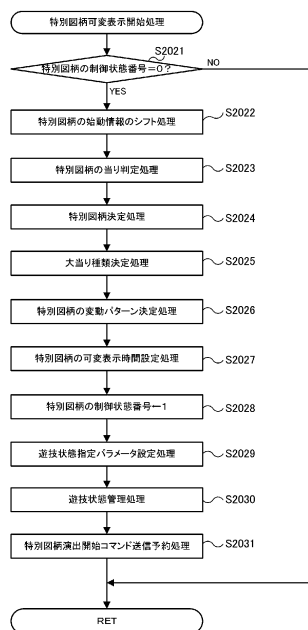 特別図柄可変表示開始処理
S2021
特別図柄の制御状態番号=0?
NO
YES
特別図柄の始動情報のシフト処理
S2022
特別図柄の当り判定処理
S2023
特別図柄決定処理
S2024
大当り種類決定処理
S2025
特別図柄の変動パターン決定処理
S2026
特別図柄の可変表示時間設定処理
S2027
特別図柄の制御状態番号←1
S2028
遊技状態指定パラメータ設定処理
S2029
遊技状態管理処理
S2030
特別図柄演出開始コマンド送信予約処理
S2031
RET